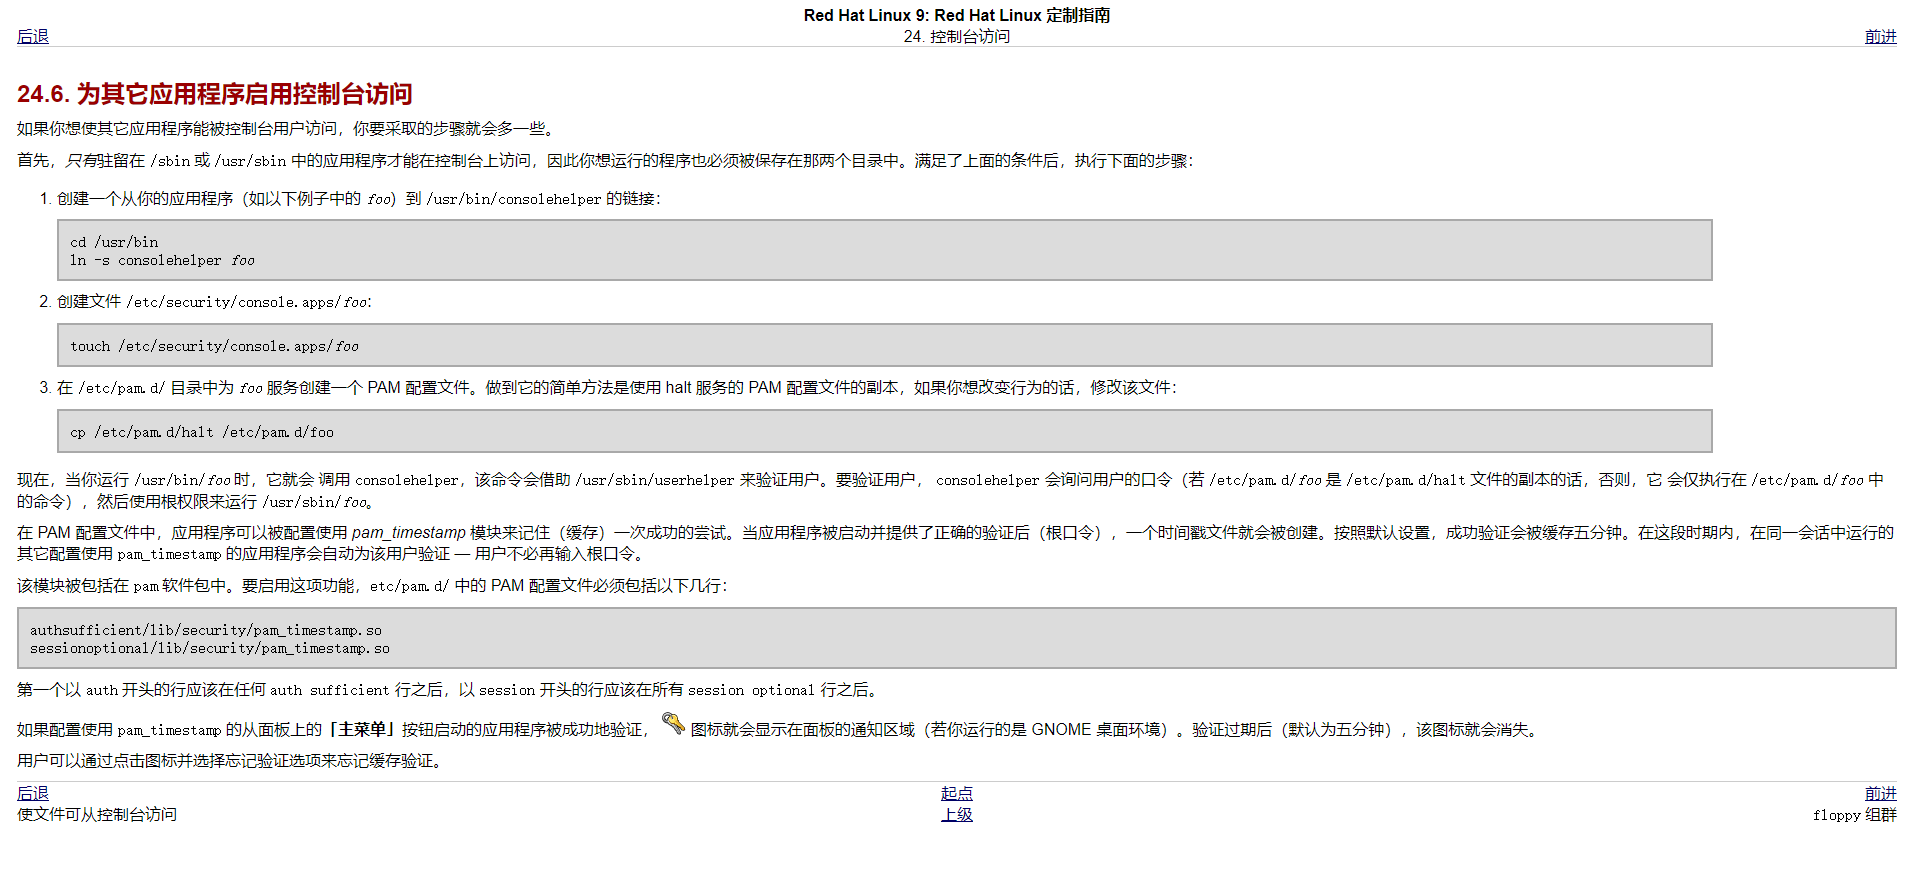 Red Hat Linux 9: Red Hat Linux 定制指南
后退 24. 控制台访问 前进
24.6. 为其它应用程序启用控制台访问
如果你想使其它应用程序能被控制台用户访问，你要采取的步骤就会多一些。
首先，只有驻留在 /sbin 或 /usr/sbin 中的应用程序才能在控制台上访问，因此你想运行的程序也必须被保存在那两个目录中。满足了上面的条件后，执行下面的步骤：
1. 创建一个从你的应用程序（如以下例子中的 foo）到 /usr/bin/consolehelper 的链接：
cd /usr/bin
ln -s consolehelper foo
2. 创建文件 /etc/security/console.apps/foo：
touch /etc/security/console.apps/foo
3. 在 /etc/pam.d/ 目录中为 foo 服务创建一个 PAM 配置文件。做到它的简单方法是使用 halt 服务的 PAM 配置文件的副本，如果你想改变行为的话，修改该文件：
cp /etc/pam.d/halt /etc/pam.d/foo
现在，当你运行 /usr/bin/foo 时，它就会 调用 consolehelper，该命令会借助 /usr/sbin/userhelper 来验证用户。要验证用户， consolehelper 会询问用户的口令（若 /etc/pam.d/foo 是 /etc/pam.d/halt 文件的副本的话，否则，它 会仅执行在 /etc/pam.d/foo 中
的命令），然后使用根权限来运行 /usr/sbin/foo。
在 PAM 配置文件中，应用程序可以被配置使用 pam_timestamp 模块来记住（缓存）一次成功的尝试。当应用程序被启动并提供了正确的验证后（根口令），一个时间戳文件就会被创建。按照默认设置，成功验证会被缓存五分钟。在这段时期内，在同一会话中运行的
其它配置使用 pam_timestamp 的应用程序会自动为该用户验证 — 用户不必再输入根口令。
该模块被包括在 pam 软件包中。要启用这项功能，etc/pam.d/ 中的 PAM 配置文件必须包括以下几行：
authsufficient/lib/security/pam_timestamp.so
sessionoptional/lib/security/pam_timestamp.so
第一个以 auth 开头的行应该在任何 auth sufficient 行之后，以 session 开头的行应该在所有 session optional 行之后。
如果配置使用 pam_timestamp 的从面板上的「主菜单」按钮启动的应用程序被成功地验证， 图标就会显示在面板的通知区域（若你运行的是 GNOME 桌面环境）。验证过期后（默认为五分钟），该图标就会消失。
用户可以通过点击图标并选择忘记验证选项来忘记缓存验证。
后退 起点 前进
使文件可从控制台访问 上级 floppy 组群